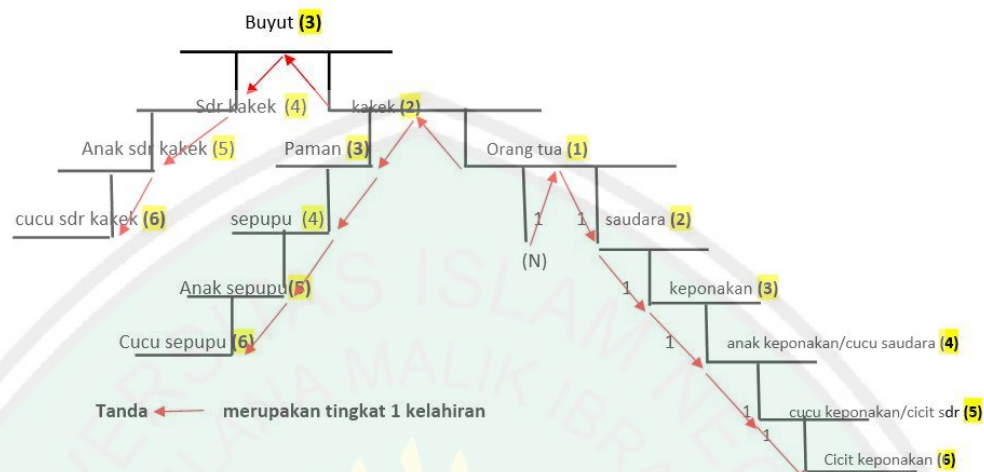 Buyut (3)
Sdr kakek (4) kakek (2)
Anak sdr kakek (5) Paman (3) Orang tua (1)
cucu sdr kakek (6) sepupu (4) 1 1 saudara (2)
(N)
Anak sepupu(5) 1 keponakan (3)
Cucu sepupu (6) 1 anak keponakan/cucu saudara (4)
Tanda merupakan tingkat 1 kelahiran 1 cucu keponakan/cicit sdr (5)
1
Cicit keponakan (6)
MALIK IBR